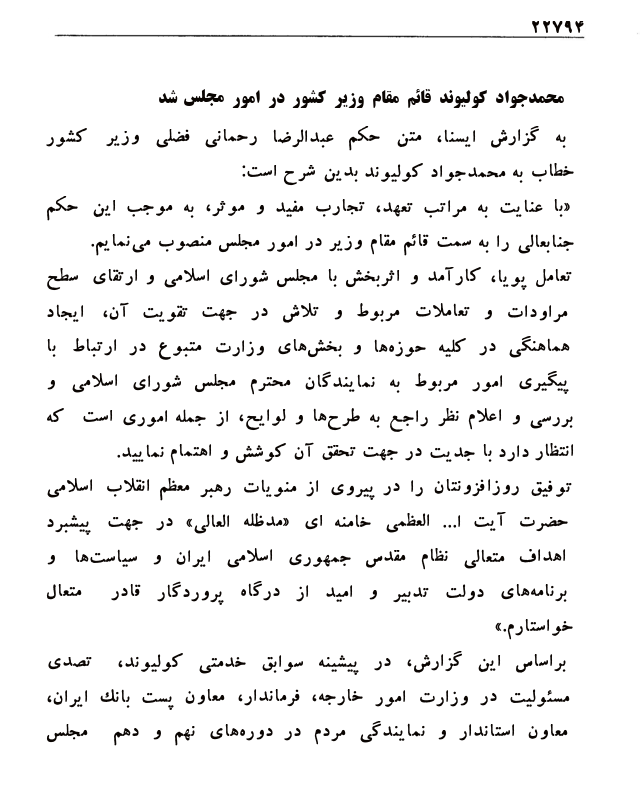 ۲۲۷۹۴
محمدجواد کولیوند قائم مقام وزیر کشور در امور مجلس شد
به گزارش ایسنا، متن حکم عبدالرضا رحمانی فضلی وزیر کشور
خطاب به محمدجواد کولیوند بدین شرح است:
«با عنایت به مراتب تعهد، تجارب مفید و موثر، به موجب این حکم
جنابعالی را به سمت قائم مقام وزیر در امور مجلس منصوب می‌نمایم.
تعامل پویا، کارآمد و اثربخش با مجلس شورای اسلامی و ارتقای سطح
مراودات و تعاملات مربوط و تلاش در جهت تقویت آن، ایجاد
هماهنگی در کلیه حوزه‌ها و بخش‌های وزارت متبوع در ارتباط با
پیگیری امور مربوط به نمایندگان محترم مجلس شورای اسلامی و
بررسی و اعلام نظر راجع به طرح‌ها و لوایح، از جمله اموری است که
انتظار دارد با جدیت در جهت تحقق آن کوشش و اهتمام نمایید.
توفیق روزافزونتان را در پیروی از منویات رهبر معظم انقلاب اسلامی
حضرت آیت ا... العظمی خامنه ای «مدظله العالی» در جهت پیشبرد
اهداف متعالی نظام مقدس جمهوری اسلامی ایران و سیاست‌ها و
برنامه‌های دولت تدبیر و امید از درگاه پروردگار قادر متعال
خواستارم.»
براساس این گزارش، در پیشینه سوابق خدمتی کولیوند، تصدی
مسئولیت در وزارت امور خارجه، فرماندار، معاون پست بانک ایران،
معاون استاندار و نمایندگی مردم در دوره‌های نهم و دهم مجلس